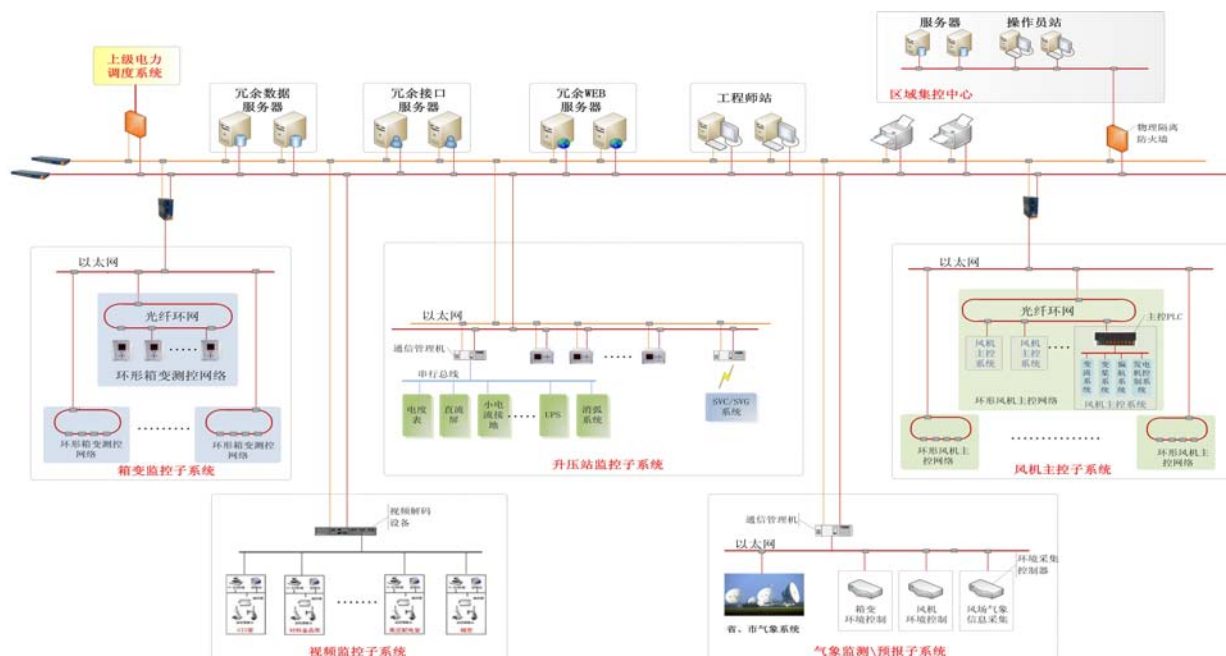 上级电力
调度系统
冗余数据
服务器
冗余接口
服务器
冗余WEB
服务器
工程师站
服务器
操作员站
区域集控中心
物理隔离
防火墙
以太网
光纤环网
环形箱变测控网络
环形箱变测控
网络
环形箱变测控
网络
箱变监控子系统
以太网
通信管理机
串行总线
电度
表
直流
屏
小电
流接
地
UPS
消弧
系统
SVC/SVG
系统
升压站监控子系统
以太网
光纤环网
主控PLC
风机
主控
系统
风机
主控
系统
变流系统
变桨系统
偏航系统
发电
机控
制系
统
环形风机主控网络
风机主控系统
环形风机主
控网络
环形风机主
控网络
风机主控子系统
视频解码
设备
视频监控子系统
通信管理机
以太网
环境采集
控制器
省、市气象系统
箱变
环境控制
风机
环境控制
风场气象
信息采集
气象监测\预报子系统